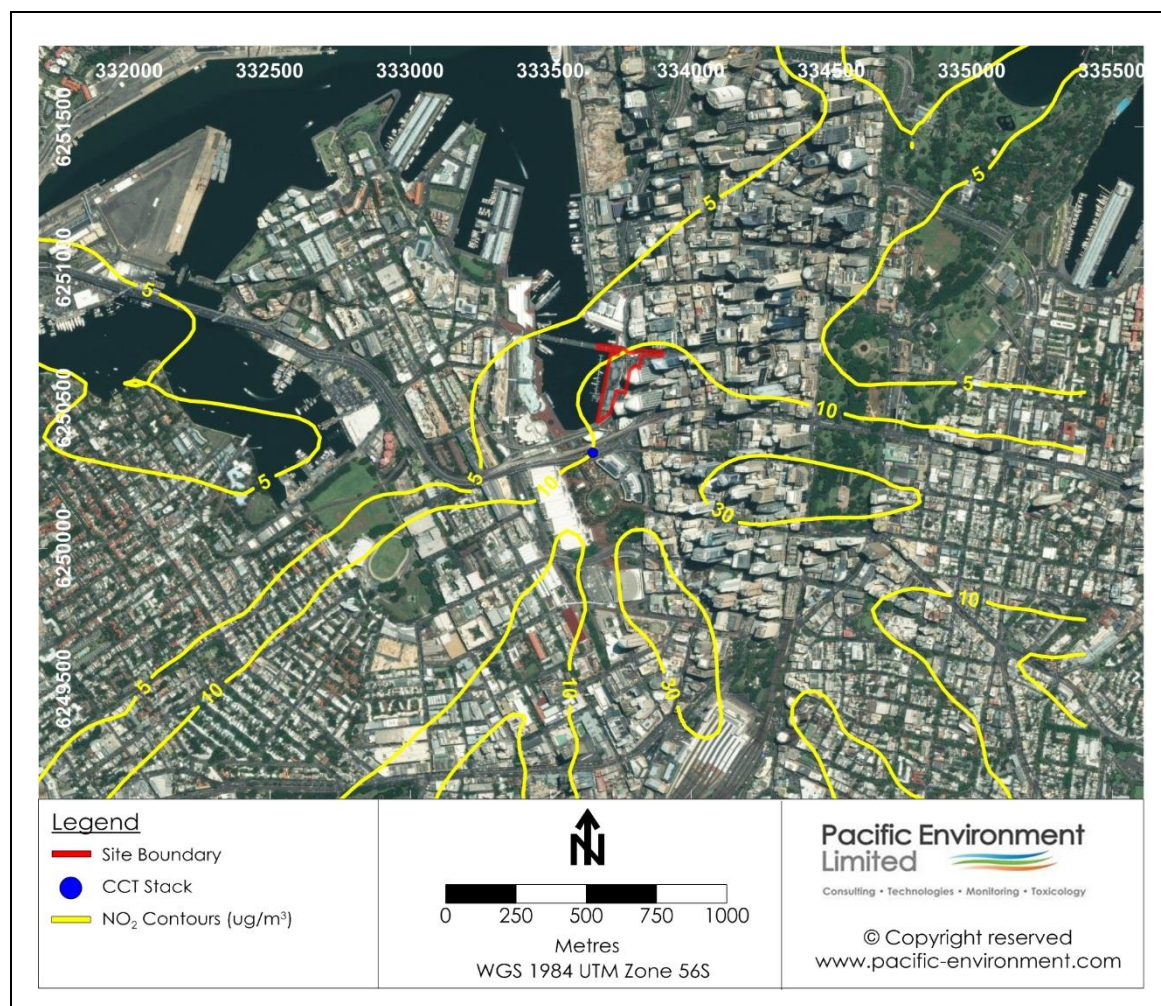 332000 332500 333000 333500 334000 334500 335000 335500
6251500
6251000
6250500
6250000
6249500
5
5
5
5
5
5
5
5
10
10
10
10
10
30
30
Legend
Site Boundary
CCT Stack
NO₂ Contours (ug/m³)
N
0 250 500 750 1000
Metres
WGS 1984 UTM Zone 56S
Pacific Environment
Limited
Consulting • Technologies • Monitoring • Toxicology
© Copyright reserved
www.pacific-environment.com